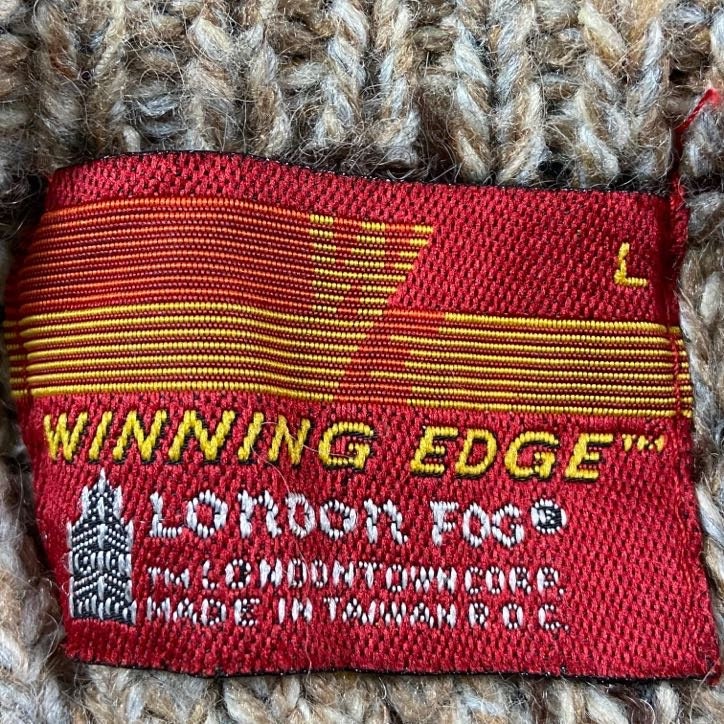 L
WINNING EDGE™
LONDON FOG®
TM LONDONTOWN CORP.
MADE IN TAIWAN R.O.C.